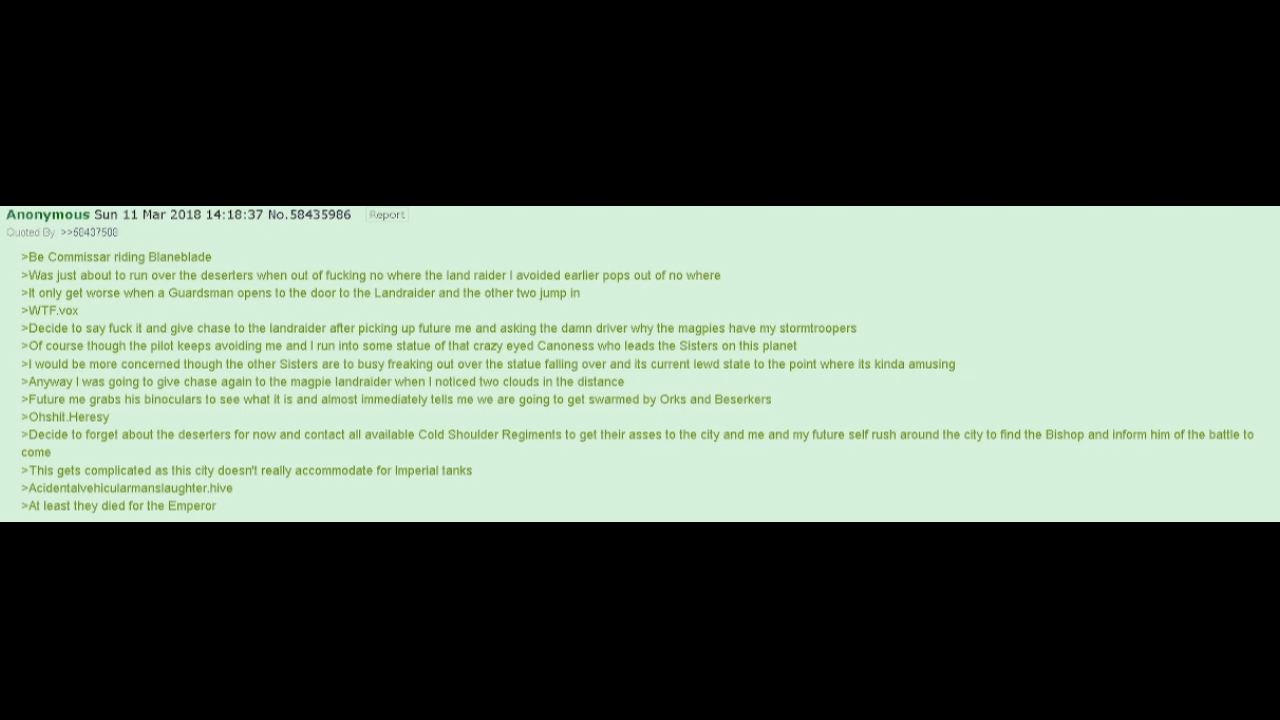 Anonymous Sun 11 Mar 2018 14:18:37 No.58435986 Report
Quoted By: >>58437508
>Be Commissar riding Blaneblade
>Was just about to run over the deserters when out of fucking no where the land raider I avoided earlier pops out of no where
>It only get worse when a Guardsman opens to the door to the Landraider and the other two jump in
>WTF.vox
>Decide to say fuck it and give chase to the landraider after picking up future me and asking the damn driver why the magpies have my stormtroopers
>Of course though the pilot keeps avoiding me and I run into some statue of that crazy eyed Canoness who leads the Sisters on this planet
>I would be more concerned though the other Sisters are to busy freaking out over the statue falling over and its current lewd state to the point where its kinda amusing
>Anyway I was going to give chase again to the magpie landraider when I noticed two clouds in the distance
>Future me grabs his binoculars to see what it is and almost immediately tells me we are going to get swarmed by Orks and Beserkers
>Ohshit.Heresy
>Decide to forget about the deserters for now and contact all available Cold Shoulder Regiments to get their asses to the city and me and my future self rush around the city to find the Bishop and inform him of the battle to
come
>This gets complicated as this city doesn't really accommodate for Imperial tanks
>Acidentalvehicularmanslaughter.hive
>At least they died for the Emperor